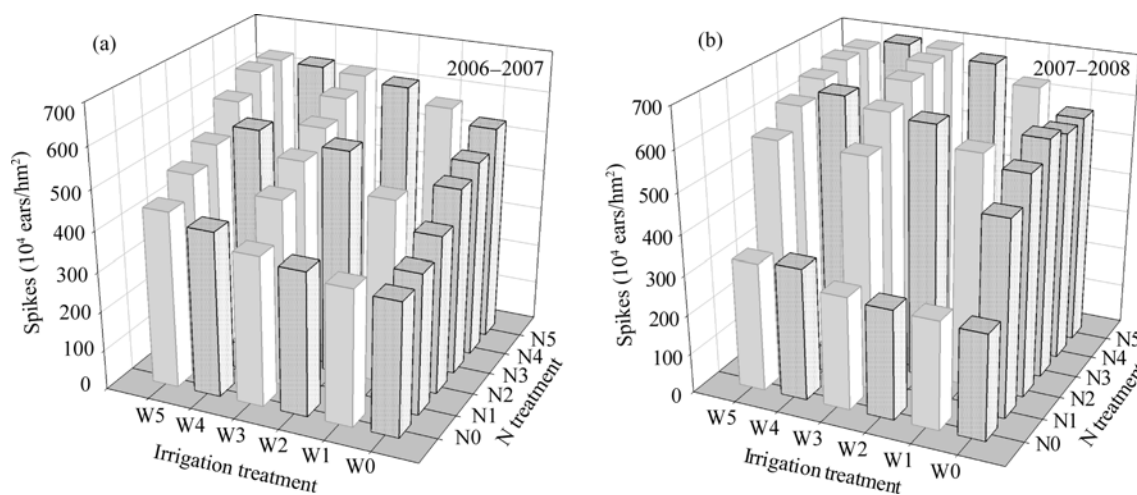 (a)
2006–2007
700
600
500
400
300
200
100
0
Spikes (10⁴ ears/hm²)
W5
W4
W3
W2
W1
W0
Irrigation treatment
N5
N4
N3
N2
N1
N0
N treatment
(b)
2007–2008
700
600
500
400
300
200
100
0
Spikes (10⁴ ears/hm²)
W5
W4
W3
W2
W1
W0
Irrigation treatment
N5
N4
N3
N2
N1
N0
N treatment